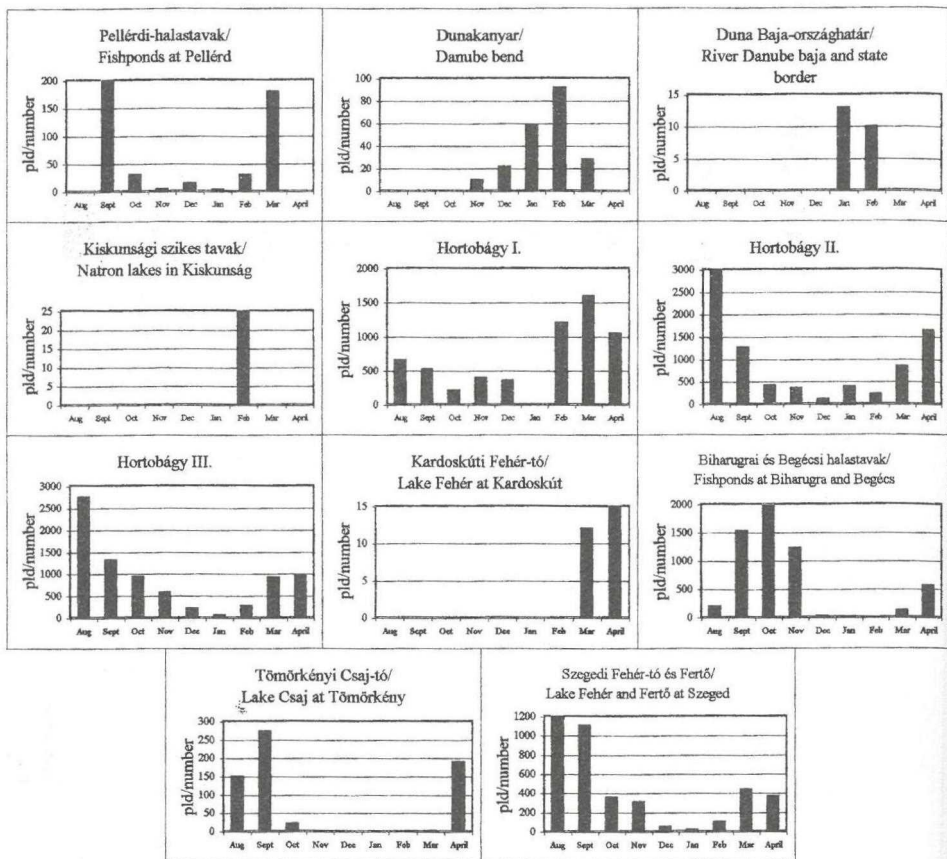 Pellérdi-halastavak/
Fishponds at Pellérd
pld/number
200
150
100
50
0
Aug Sept Oct Nov Dec Jan Feb Mar April
Dunakanyar/
Danube bend
pld/number
100
80
60
40
20
0
Aug Sept Oct Nov Dec Jan Feb Mar April
Duna Baja-országhatár/
River Danube baja and state
border
pld/number
15
10
5
0
Aug Sept Oct Nov Dec Jan Feb Mar April
Kiskunsági szikes tavak/
Natron lakes in Kiskunság
pld/number
25
20
15
10
5
0
Aug Sept Oct Nov Dec Jan Feb Mar April
Hortobágy I.
pld/number
2000
1500
1000
500
0
Aug Sept Oct Nov Dec Jan Feb Mar April
Hortobágy II.
pld/number
3000
2500
2000
1500
1000
500
0
Aug Sept Oct Nov Dec Jan Feb Mar April
Hortobágy III.
pld/number
3000
2500
2000
1500
1000
500
0
Aug Sept Oct Nov Dec Jan Feb Mar April
Kardoskúti Fehér-tó/
Lake Fehér at Kardoskút
pld/number
15
10
5
0
Aug Sept Oct Nov Dec Jan Feb Mar April
Biharugrai és Begécsi halastavak/
Fishponds at Biharugra and Begécs
pld/number
2000
1500
1000
500
0
Aug Sept Oct Nov Dec Jan Feb Mar April
Tömörkényi Csaj-tó/
Lake Csaj at Tömörkény
pld/number
300
250
200
150
100
50
0
Aug Sept Oct Nov Dec Jan Feb Mar April
Szegedi Fehér-tó és Fertő/
Lake Fehér and Fertő at Szeged
pld/number
1200
1000
800
600
400
200
0
Aug Sept Oct Nov Dec Jan Feb Mar April